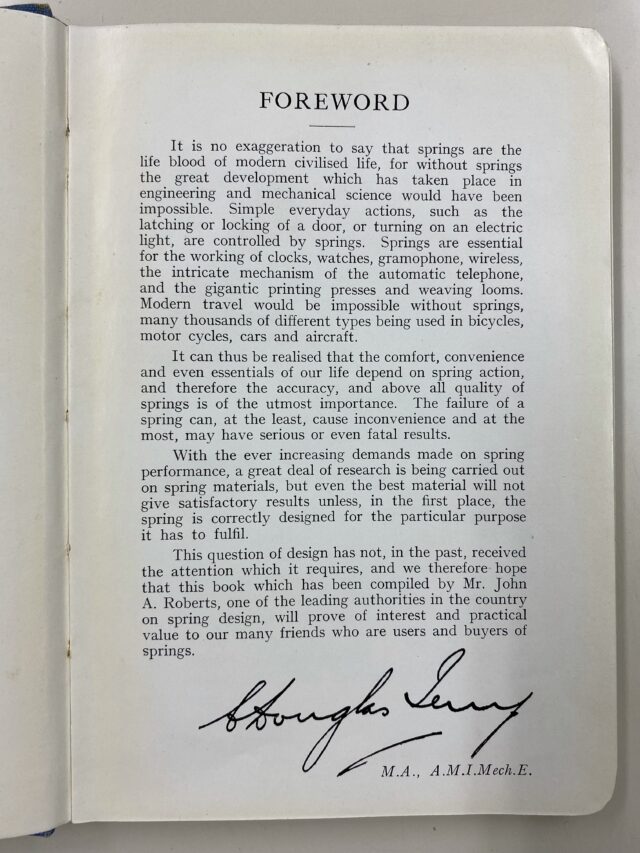 FOREWORD
It is no exaggeration to say that springs are the
life blood of modern civilised life, for without springs
the great development which has taken place in
engineering and mechanical science would have been
impossible. Simple everyday actions, such as the
latching or locking of a door, or turning on an electric
light, are controlled by springs. Springs are essential
for the working of clocks, watches, gramophone, wireless,
the intricate mechanism of the automatic telephone,
and the gigantic printing presses and weaving looms.
Modern travel would be impossible without springs,
many thousands of different types being used in bicycles,
motor cycles, cars and aircraft.
It can thus be realised that the comfort, convenience
and even essentials of our life depend on spring action,
and therefore the accuracy, and above all quality of
springs is of the utmost importance. The failure of a
spring can, at the least, cause inconvenience and at the
most, may have serious or even fatal results.
With the ever increasing demands made on spring
performance, a great deal of research is being carried out
on spring materials, but even the best material will not
give satisfactory results unless, in the first place, the
spring is correctly designed for the particular purpose
it has to fulfil.
This question of design has not, in the past, received
the attention which it requires, and we therefore hope
that this book which has been compiled by Mr. John
A. Roberts, one of the leading authorities in the country
on spring design, will prove of interest and practical
value to our many friends who are users and buyers of
springs.
Douglas Terry
M.A., A.M.I.Mech.E.